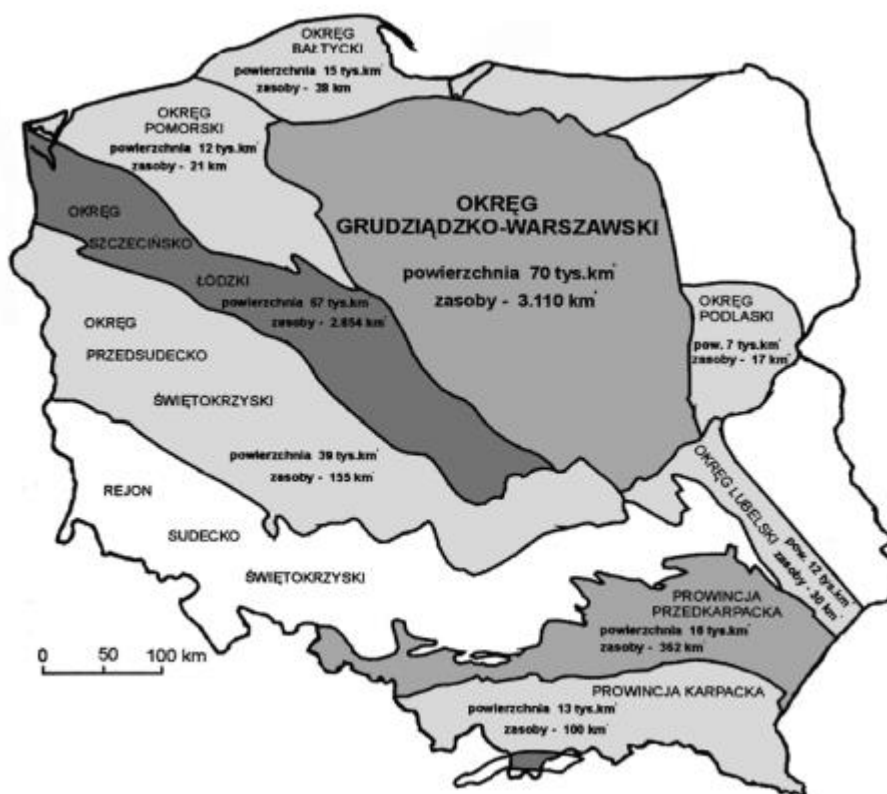 OKRĘG
BAŁTYCKI
powierzchnia 15 tys.km
zasoby - 38 km
OKRĘG
POMORSKI
powierzchnia 12 tys.km
zasoby - 21 km
OKRĘG
GRUDZIĄDZKO-WARSZAWSKI
powierzchnia 70 tys.km
zasoby - 3.110 km
OKRĘG
SZCZECIŃSKO
ŁÓDZKI
powierzchnia 67 tys.km
zasoby - 2.854 km
OKRĘG
PODLASKI
pow. 7 tys.km
zasoby - 17 km
OKRĘG
PRZEDSUDECKO
ŚWIĘTOKRZYSKI
powierzchnia 39 tys.km
zasoby - 155 km
OKRĘG LUBELSKI
pow. 12 tys.km
zasoby - 30 km
REJON
SUDECKO
ŚWIĘTOKRZYSKI
PROWINCJA
PRZEDKARPACKA
powierzchnia 16 tys.km
zasoby - 362 km
PROWINCJA KARPACKA
powierzchnia 13 tys.km
zasoby - 100 km
0 50 100 km